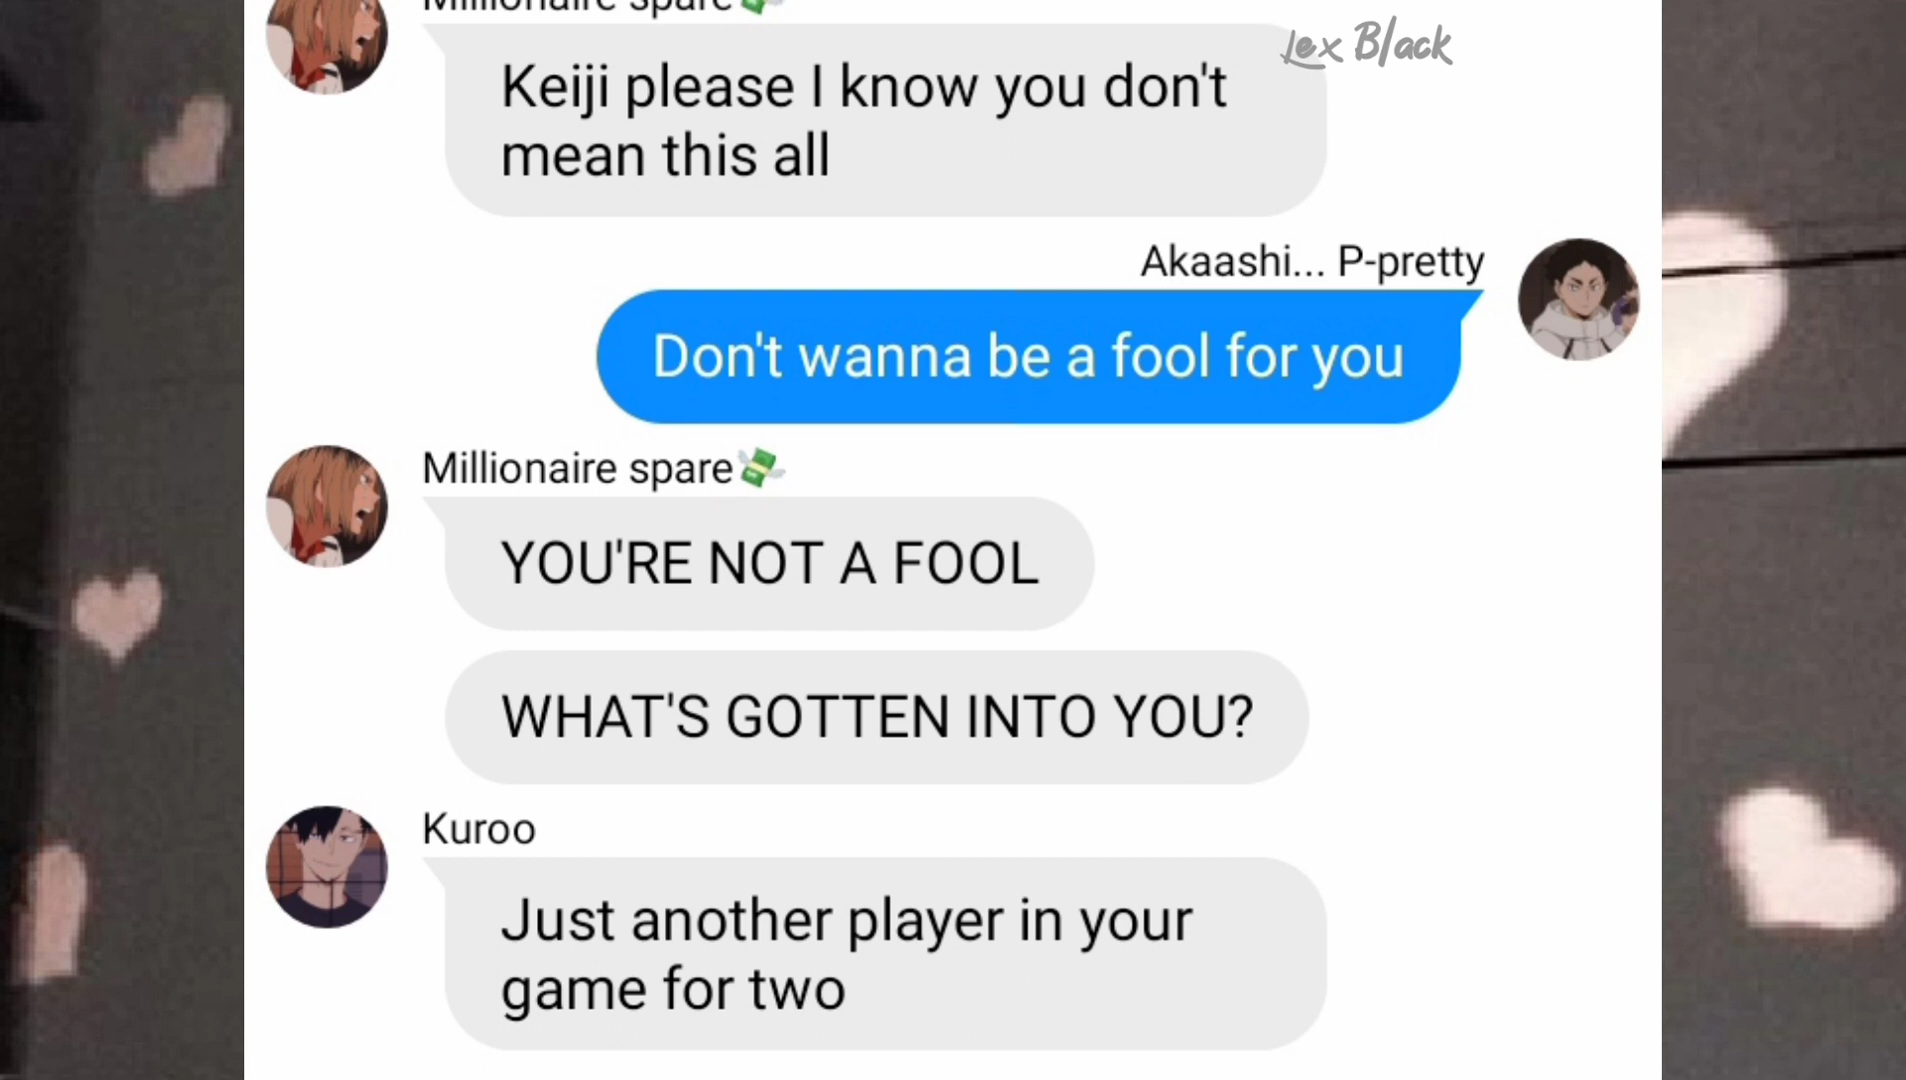 Millionaire spare💸
Lex Black
Keiji please I know you don't
mean this all
Akaashi... P-pretty
Don't wanna be a fool for you
Millionaire spare💸
YOU'RE NOT A FOOL
WHAT'S GOTTEN INTO YOU?
Kuroo
Just another player in your
game for two